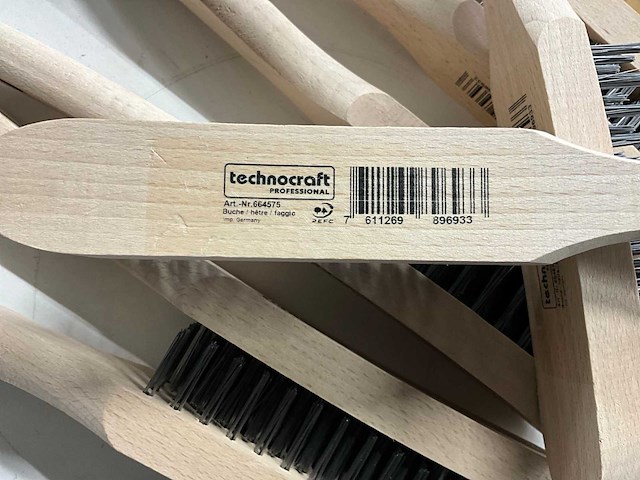 technocraft
PROFESSIONAL
Art.-Nr.664575
Buche / hêtre / faggio
Imp. Germany
PEFC
7 611269 896933